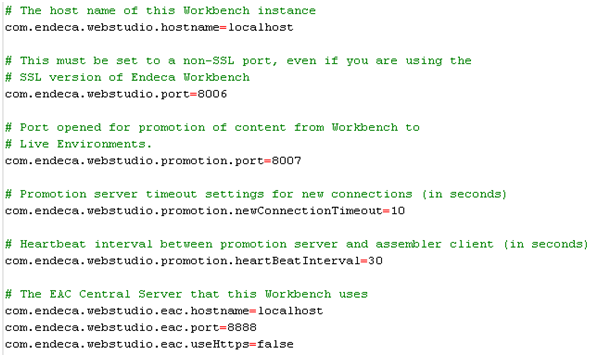 # The host name of this Workbench instance
com.endeca.webstudio.hostname=localhost
# This must be set to a non-SSL port, even if you are using the
# SSL version of Endeca Workbench
com.endeca.webstudio.port=8006
# Port opened for promotion of content from Workbench to
# Live Environments.
com.endeca.webstudio.promotion.port=8007
# Promotion server timeout settings for new connections (in seconds)
com.endeca.webstudio.promotion.newConnectionTimeout=10
# Heartbeat interval between promotion server and assembler client (in seconds)
com.endeca.webstudio.promotion.heartBeatInterval=30
# The EAC Central Server that this Workbench uses
com.endeca.webstudio.eac.hostname=localhost
com.endeca.webstudio.eac.port=8888
com.endeca.webstudio.eac.useHttps=false